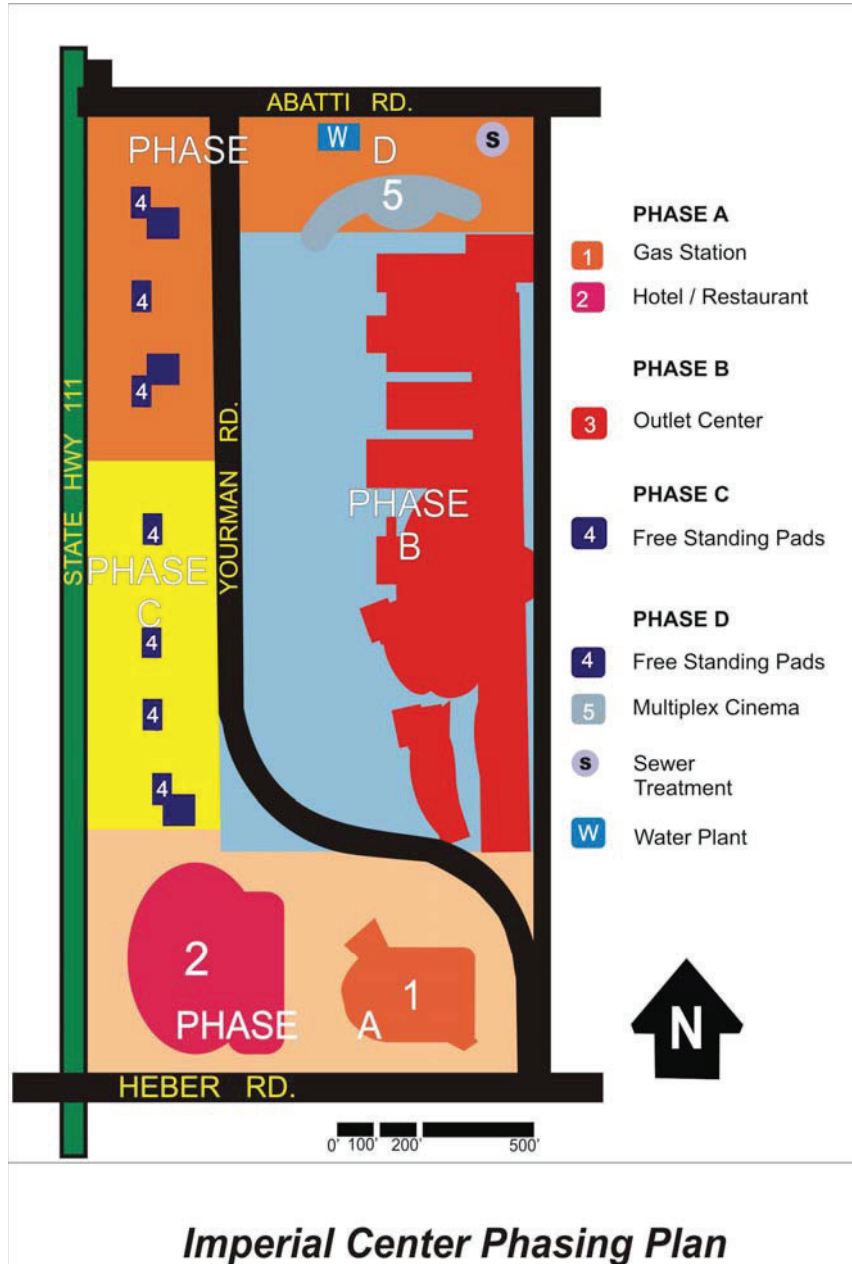 ABATTI RD.
W
S
PHASE D
5
4
4
4
STATE HWY 111
YOURMAN RD.
PHASE
B
4
PHASE
C
4
4
4
2
1
PHASE A
HEBER RD.
0' 100' 200' 500'
PHASE A
1 Gas Station
2 Hotel / Restaurant
PHASE B
3 Outlet Center
PHASE C
4 Free Standing Pads
PHASE D
4 Free Standing Pads
5 Multiplex Cinema
S Sewer
Treatment
W Water Plant
N
Imperial Center Phasing Plan